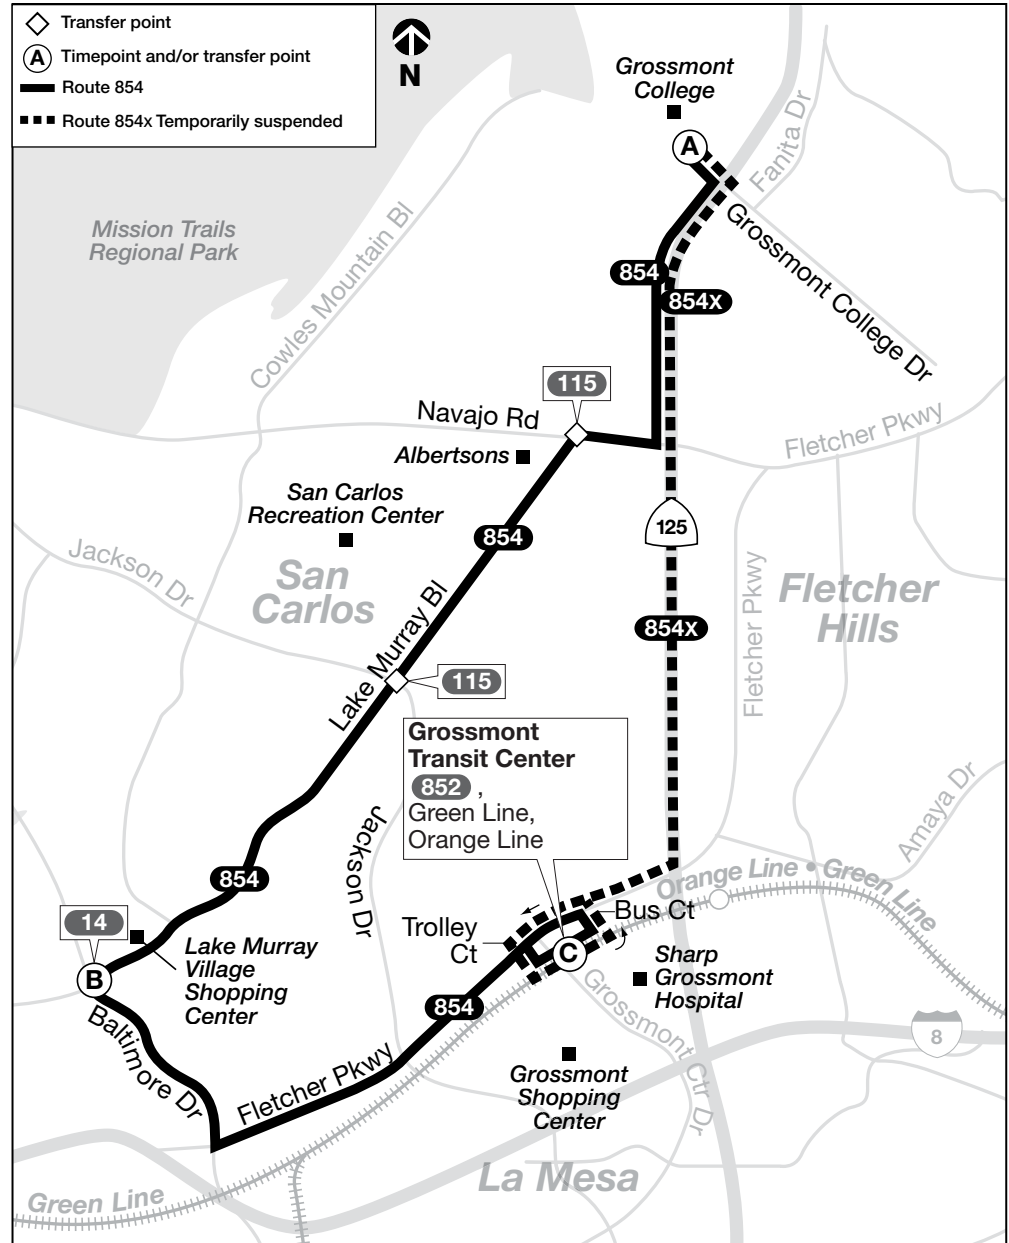 Transfer point
A Timepoint and/or transfer point
Route 854
Route 854x Temporarily suspended
N
Grossmont
College
A
Fanita Dr
Mission Trails
Regional Park
Cowles Mountain Bl
Grossmont College Dr
854
854X
115
Navajo Rd
Fletcher Pkwy
Albertsons
San Carlos
Recreation Center
854
125
Jackson Dr
San
Carlos
Fletcher
Hills
Fletcher Pkwy
Lake Murray Bl
854X
115
Grossmont
Transit Center
852 ,
Green Line,
Orange Line
Amaya Dr
Jackson Dr
854
Orange Line • Green Line
14
Trolley
Ct
Bus Ct
Lake Murray
Village
Shopping
Center
B
C
Sharp
Grossmont
Hospital
854
Baltimore Dr
Grossmont Ctr Dr
8
Fletcher Pkwy
Grossmont
Shopping
Center
La Mesa
Green Line